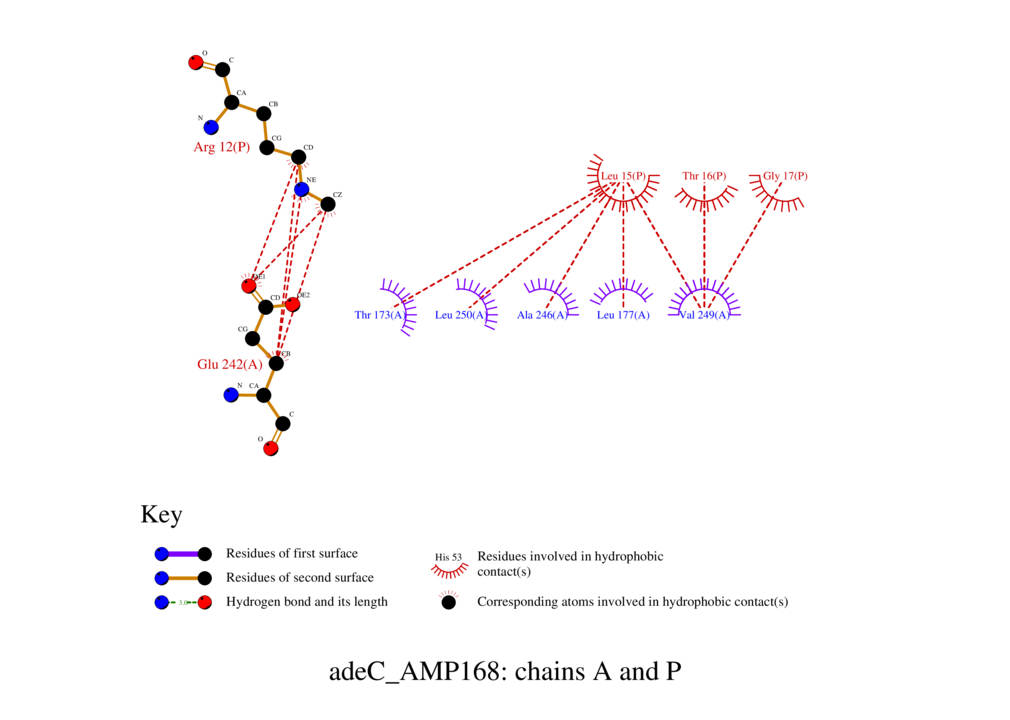 O
C
CA
CB
N
CG
Arg 12(P)
CD
NE
CZ
Leu 15(P) Thr 16(P) Gly 17(P)
OE1
OE2
CD
Thr 173(A) Leu 250(A) Ala 246(A) Leu 177(A) Val 249(A)
CG
CB
Glu 242(A)
N CA
C
O
Key
Residues of first surface
Residues of second surface
Hydrogen bond and its length
3.0
His 53
Residues involved in hydrophobic
contact(s)
Corresponding atoms involved in hydrophobic contact(s)
adeC_AMP168: chains A and P